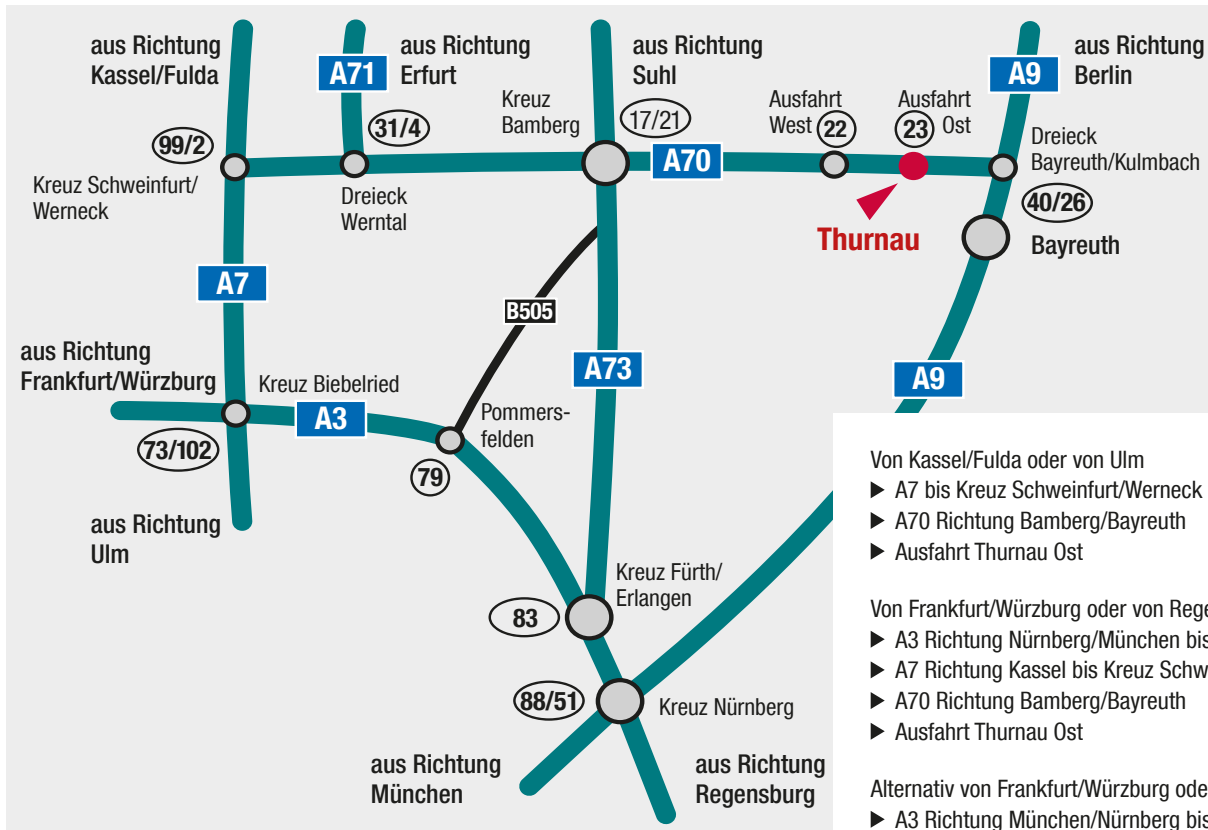 aus Richtung
Kassel/Fulda
A71
aus Richtung
Erfurt
aus Richtung
Suhl
A9
aus Richtung
Berlin
99/2
31/4
Kreuz
Bamberg
17/21
A70
Ausfahrt
West
22
Ausfahrt
Ost
23
Dreieck
Bayreuth/Kulmbach
Kreuz Schweinfurt/
Werneck
Dreieck
Werntal
40/26
Thurnau
Bayreuth
A7
B505
aus Richtung
Frankfurt/Würzburg
Kreuz Biebelried
A73
A9
A3
Pommers-
felden
73/102
79
aus Richtung
Ulm
Kreuz Fürth/
Erlangen
83
88/51
Kreuz Nürnberg
aus Richtung
München
aus Richtung
Regensburg
Von Kassel/Fulda oder von Ulm
▶ A7 bis Kreuz Schweinfurt/Werneck
▶ A70 Richtung Bamberg/Bayreuth
▶ Ausfahrt Thurnau Ost
Von Frankfurt/Würzburg oder von Rege
▶ A3 Richtung Nürnberg/München bis
▶ A7 Richtung Kassel bis Kreuz Schw
▶ A70 Richtung Bamberg/Bayreuth
▶ Ausfahrt Thurnau Ost
Alternativ von Frankfurt/Würzburg ode
▶ A3 Richtung München/Nürnberg bis